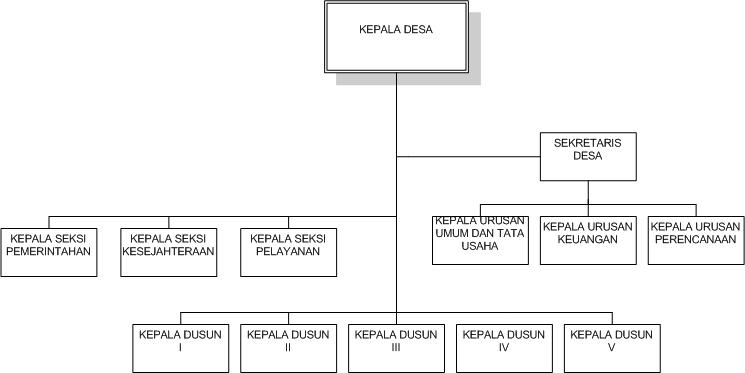 KEPALA DESA
SEKRETARIS
DESA
KEPALA URUSAN
UMUM DAN TATA
USAHA
KEPALA URUSAN
KEUANGAN
KEPALA URUSAN
PERENCANAAN
KEPALA SEKSI
PEMERINTAHAN
KEPALA SEKSI
KESEJAHTERAAN
KEPALA SEKSI
PELAYANAN
KEPALA DUSUN
I
KEPALA DUSUN
II
KEPALA DUSUN
III
KEPALA DUSUN
IV
KEPALA DUSUN
V